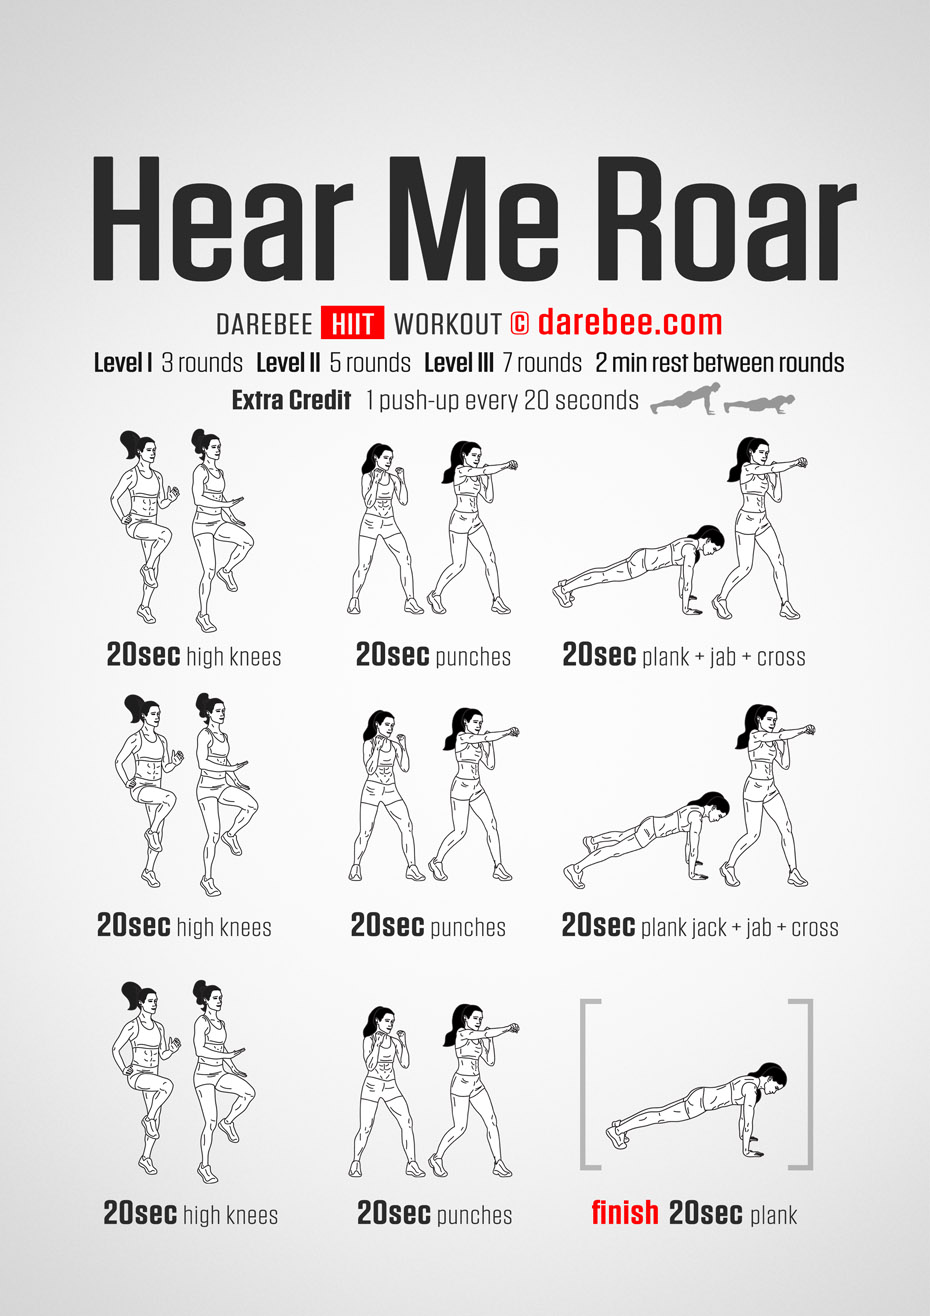 Hear Me Roar
DAREBEE HIIT WORKOUT © darebee.com
Level I 3 rounds Level II 5 rounds Level III 7 rounds 2 min rest between rounds
Extra Credit 1 push-up every 20 seconds
20sec high knees
20sec punches
20sec plank + jab + cross
20sec high knees
20sec punches
20sec plank jack + jab + cross
20sec high knees
20sec punches
finish 20sec plank